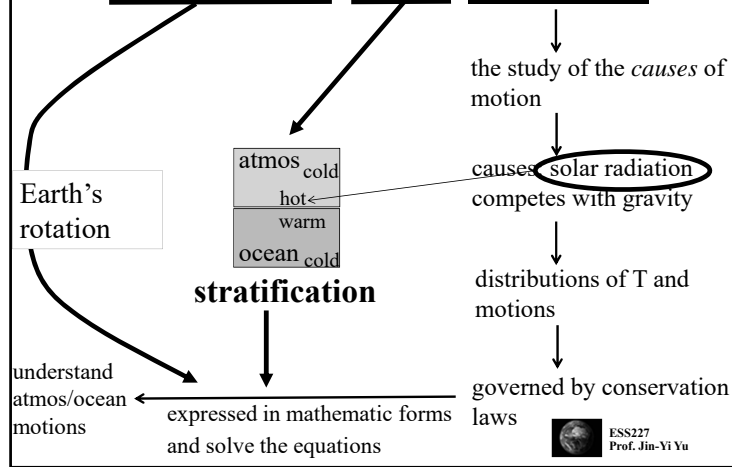 the study of the causes of
motion
causes: solar radiation
competes with gravity
distributions of T and
motions
governed by conservation
laws
Earth's
rotation
atmos cold
hot
warm
ocean cold
stratification
expressed in mathematic forms
and solve the equations
understand
atmos/ocean
motions
ESS227
Prof. Jin-Yi Yu